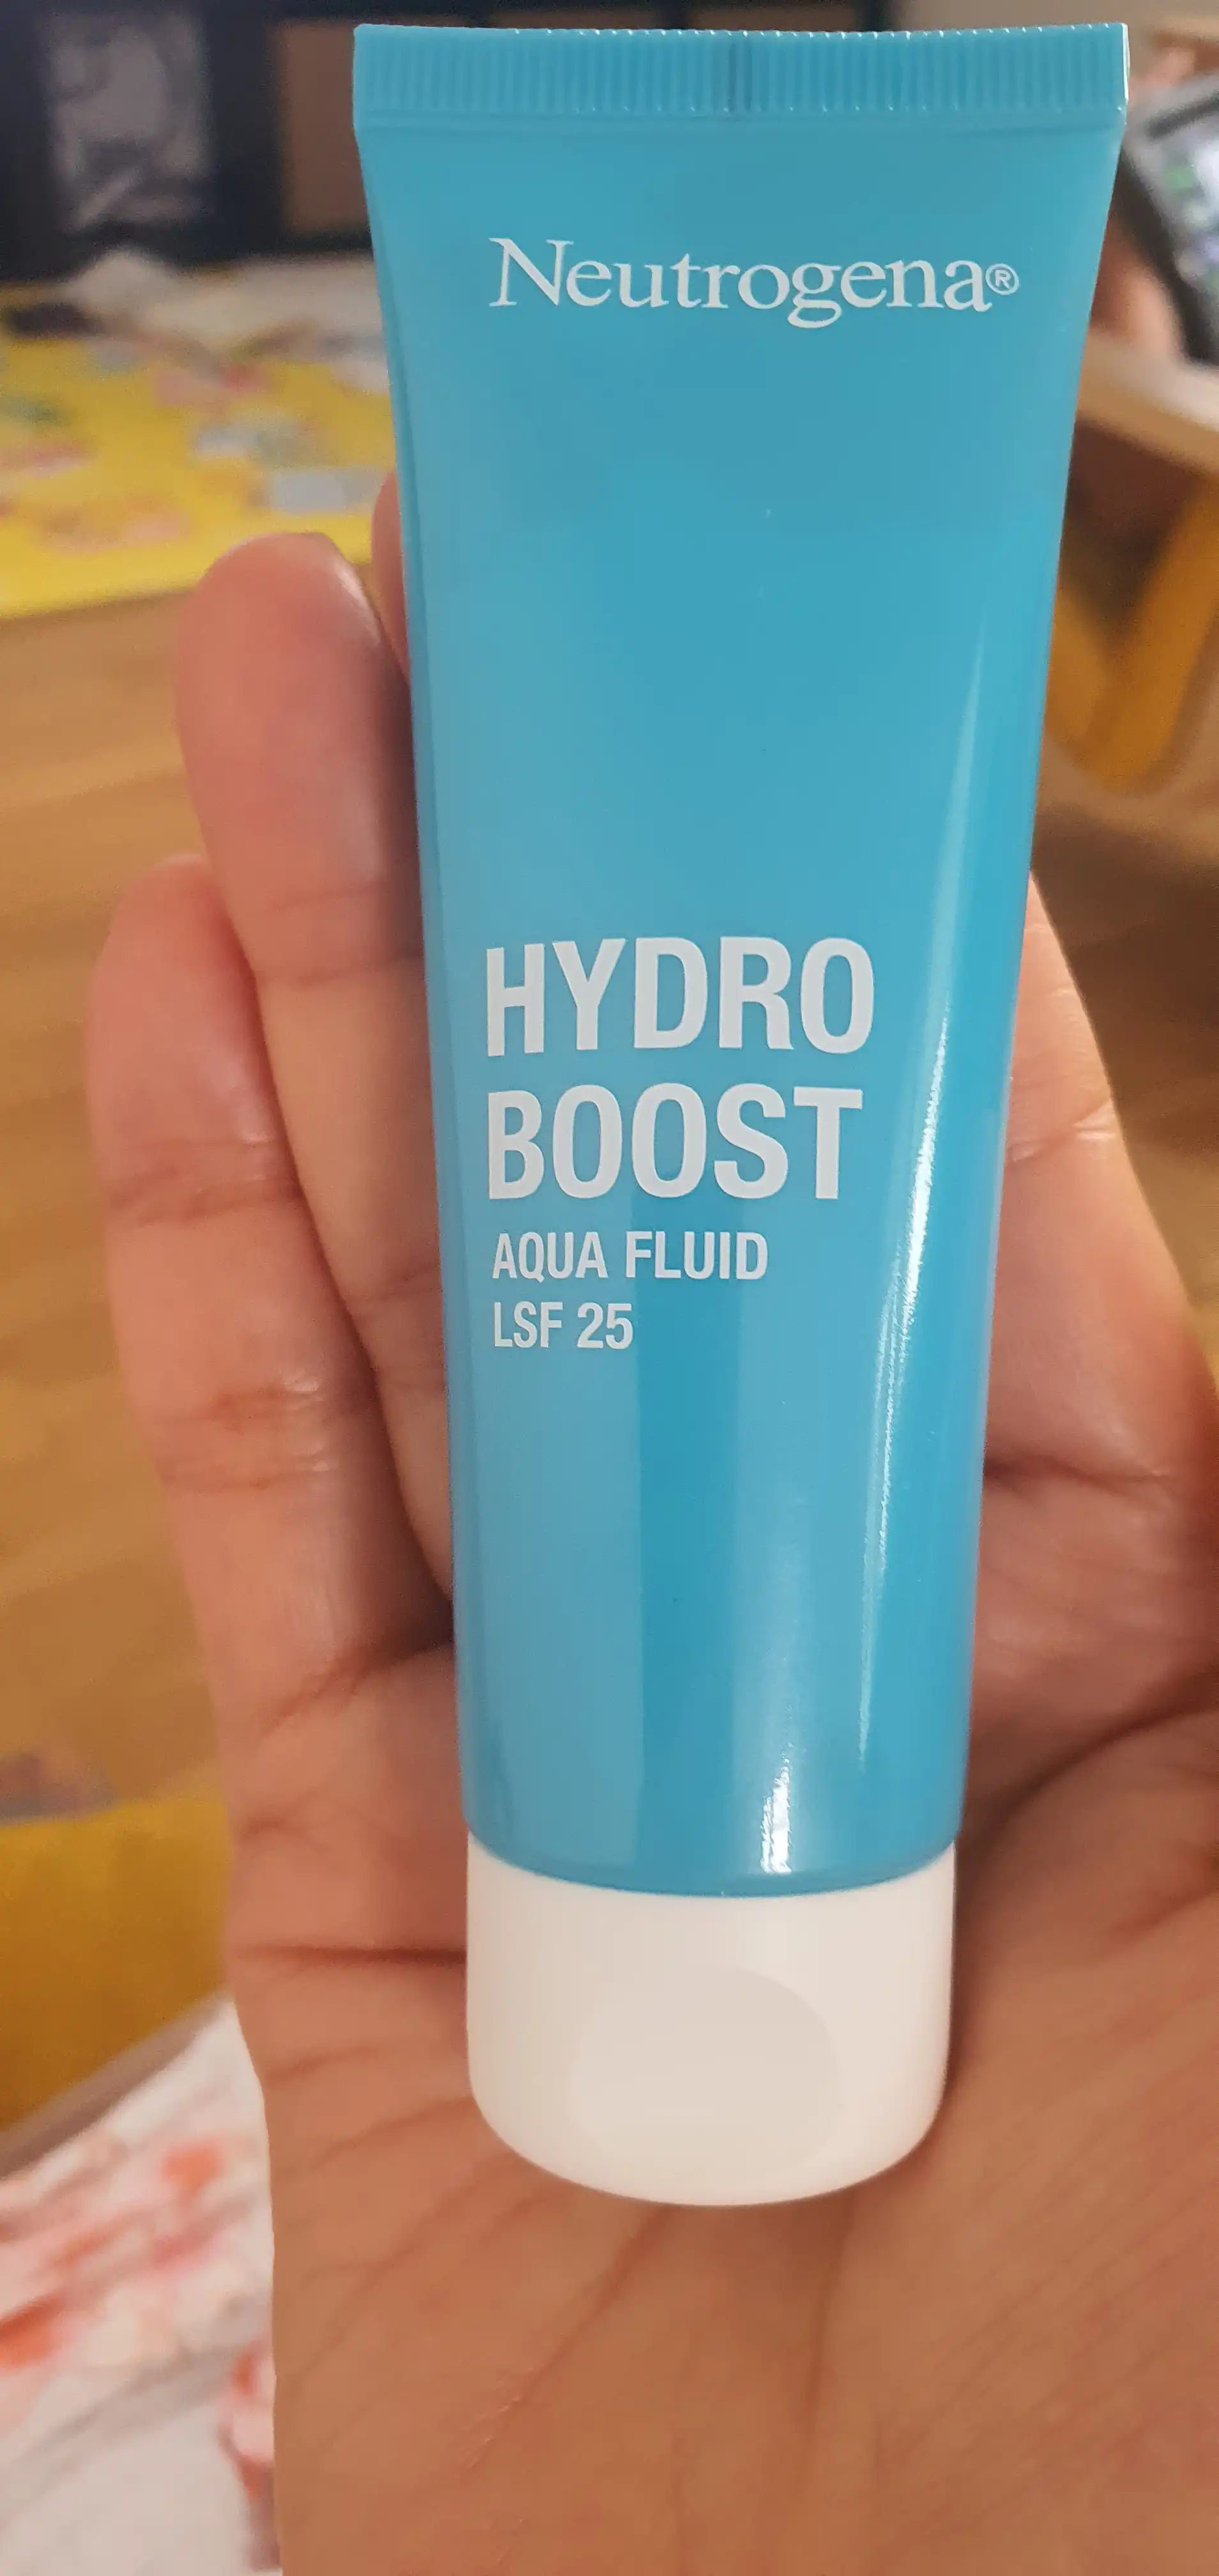 Neutrogena®
HYDRO
BOOST
AQUA FLUID
LSF 25